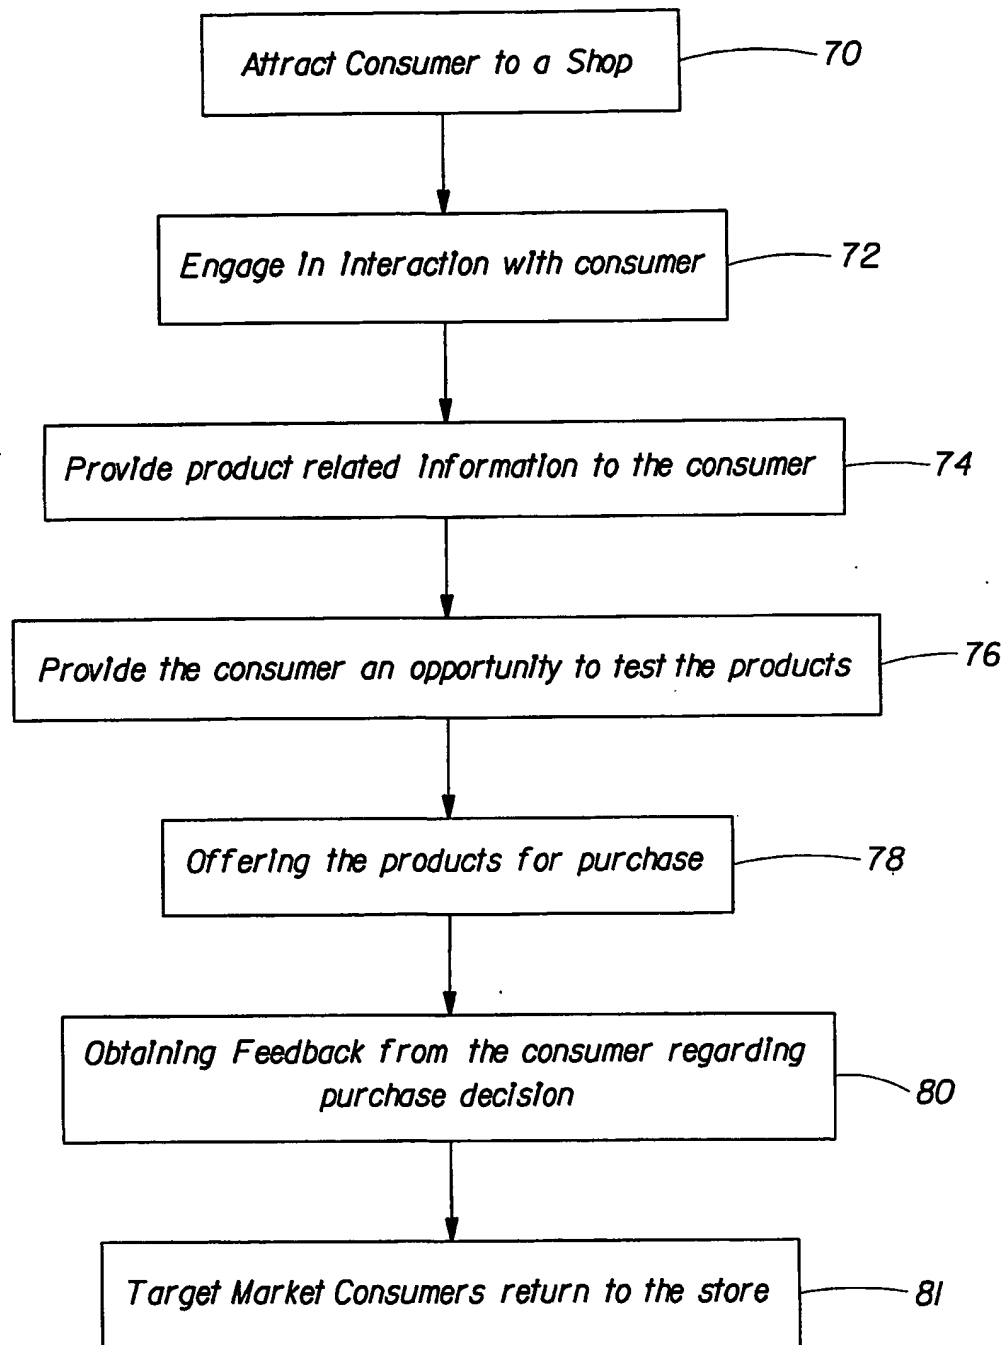 Attract Consumer to a Shop
70
Engage in interaction with consumer
72
Provide product related information to the consumer
74
Provide the consumer an opportunity to test the products
76
Offering the products for purchase
78
Obtaining Feedback from the consumer regarding
purchase decision
80
Target Market Consumers return to the store
81